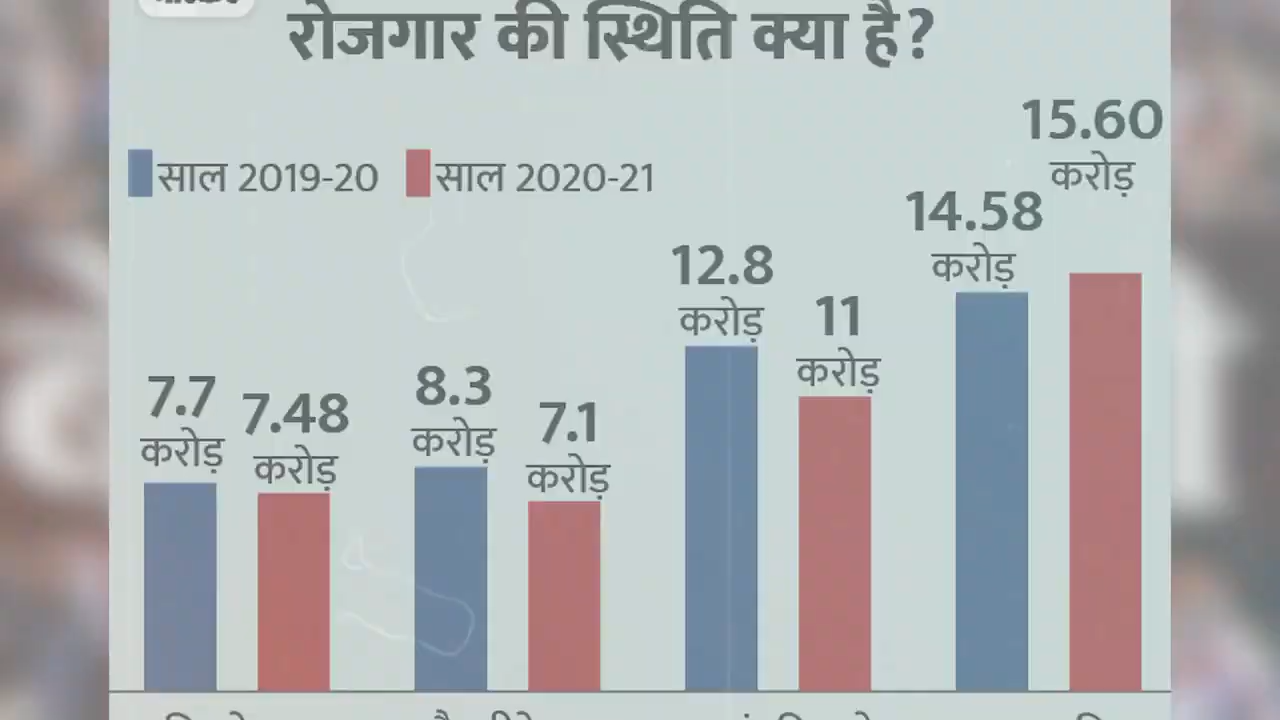 रोजगार की स्थिति क्या है?
साल 2019-20 साल 2020-21
7.7
करोड़
7.48
करोड़
8.3
करोड़
7.1
करोड़
12.8
करोड़
11
करोड़
14.58
करोड़
15.60
करोड़